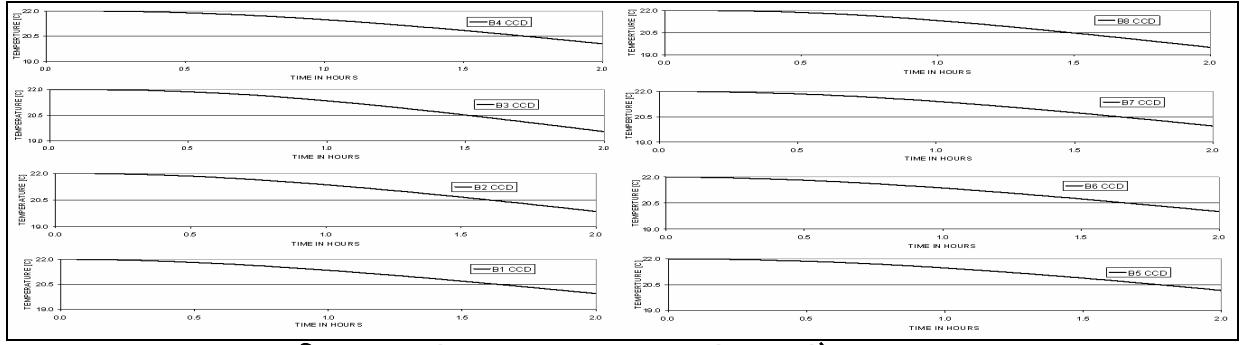 TEMPERTURE [C]
22.0
20.5
19.0
B4 CCD
0.0 0.5 1.0 1.5 2.0
TIME IN HOURS
TEMPERATURE [C]
22.0
20.5
19.0
B3 CCD
0.0 0.5 1.0 1.5 2.0
TIME IN HOURS
TEMPERATURE [C]
22.0
20.5
19.0
B2 CCD
0.0 0.5 1.0 1.5 2.0
TIME IN HOURS
TEMPERATURE [C]
22.0
20.5
19.0
B1 CCD
0.0 0.5 1.0 1.5 2.0
TIME IN HOURS
TEMPERTURE [C]
22.0
20.5
19.0
B8 CCD
0.0 0.5 1.0 1.5 2.0
TIME IN HOURS
TEMPERTURE [C]
22.0
20.5
19.0
B7 CCD
0.0 0.5 1.0 1.5 2.0
TIME IN HOURS
TEMPERTURE [C]
22.0
20.5
19.0
B6 CCD
0.0 0.5 1.0 1.5 2.0
TIME IN HOURS
TEMPERTURE [C]
22.0
20.5
19.0
B5 CCD
0.0 0.5 1.0 1.5 2.0
TIME IN HOURS